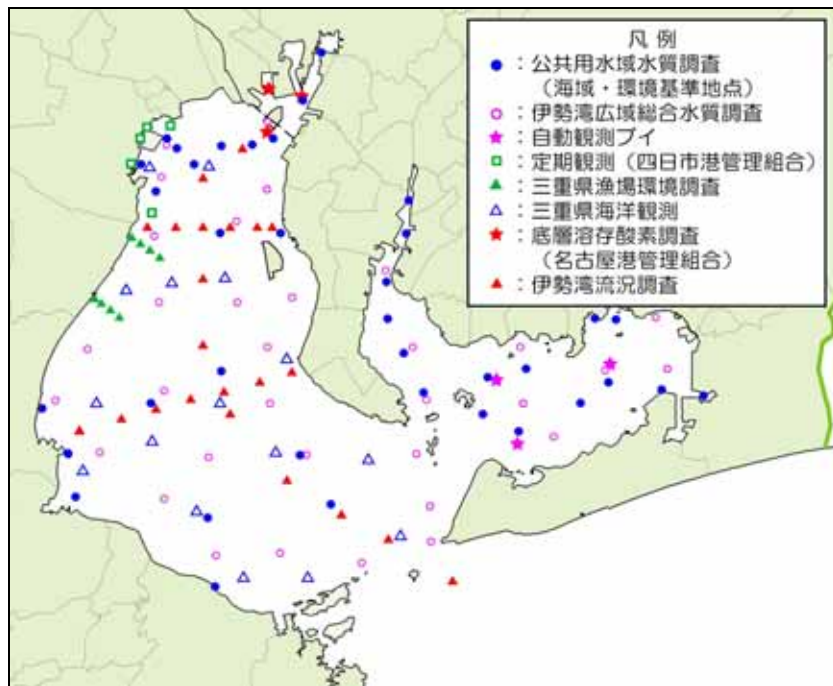 凡例
●：公共用水域水質調査
（海域・環境基準地点）
○：伊勢湾広域総合水質調査
★：自動観測ブイ
□：定期観測（四日市港管理組合）
▲：三重県漁場環境調査
△：三重県海洋観測
★：底層溶存酸素調査
（名古屋港管理組合）
▲：伊勢湾流況調査